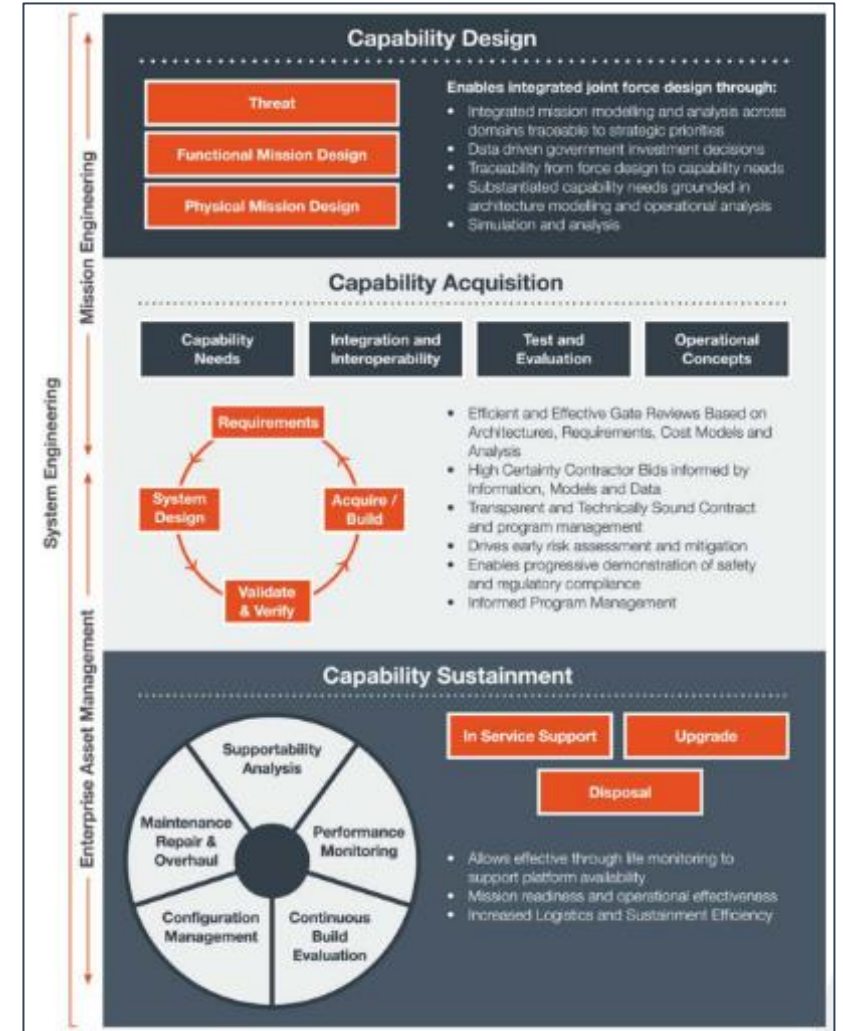 System Engineering
Mission Engineering
Enterprise Asset Management
Capability Design
Threat
Functional Mission Design
Physical Mission Design
Enables integrated joint force design through:
• Integrated mission modelling and analysis across
domains traceable to strategic priorities
• Data driven government investment decisions
• Traceability from force design to capability needs
• Substantiated capability needs grounded in
architecture modelling and operational analysis
• Simulation and analysis
Capability Acquisition
Capability
Needs
Integration and
Interoperability
Test and
Evaluation
Operational
Concepts
Requirements
System
Design
Acquire /
Build
Validate
& Verify
• Efficient and Effective Gate Reviews Based on
Architectures, Requirements, Cost Models and
Analysis
• High Certainty Contractor Bids informed by
Information, Models and Data
• Transparent and Technically Sound Contract
and program management
• Drives early risk assessment and mitigation
• Enables progressive demonstration of safety
and regulatory compliance
• Informed Program Management
Capability Sustainment
Supportability
Analysis
Maintenance
Repair &
Overhaul
Performance
Monitoring
Configuration
Management
Continuous
Build
Evaluation
In Service Support
Upgrade
Disposal
• Allows effective through life monitoring to
support platform availability
• Mission readiness and operational effectiveness
• Increased Logistics and Sustainment Efficiency